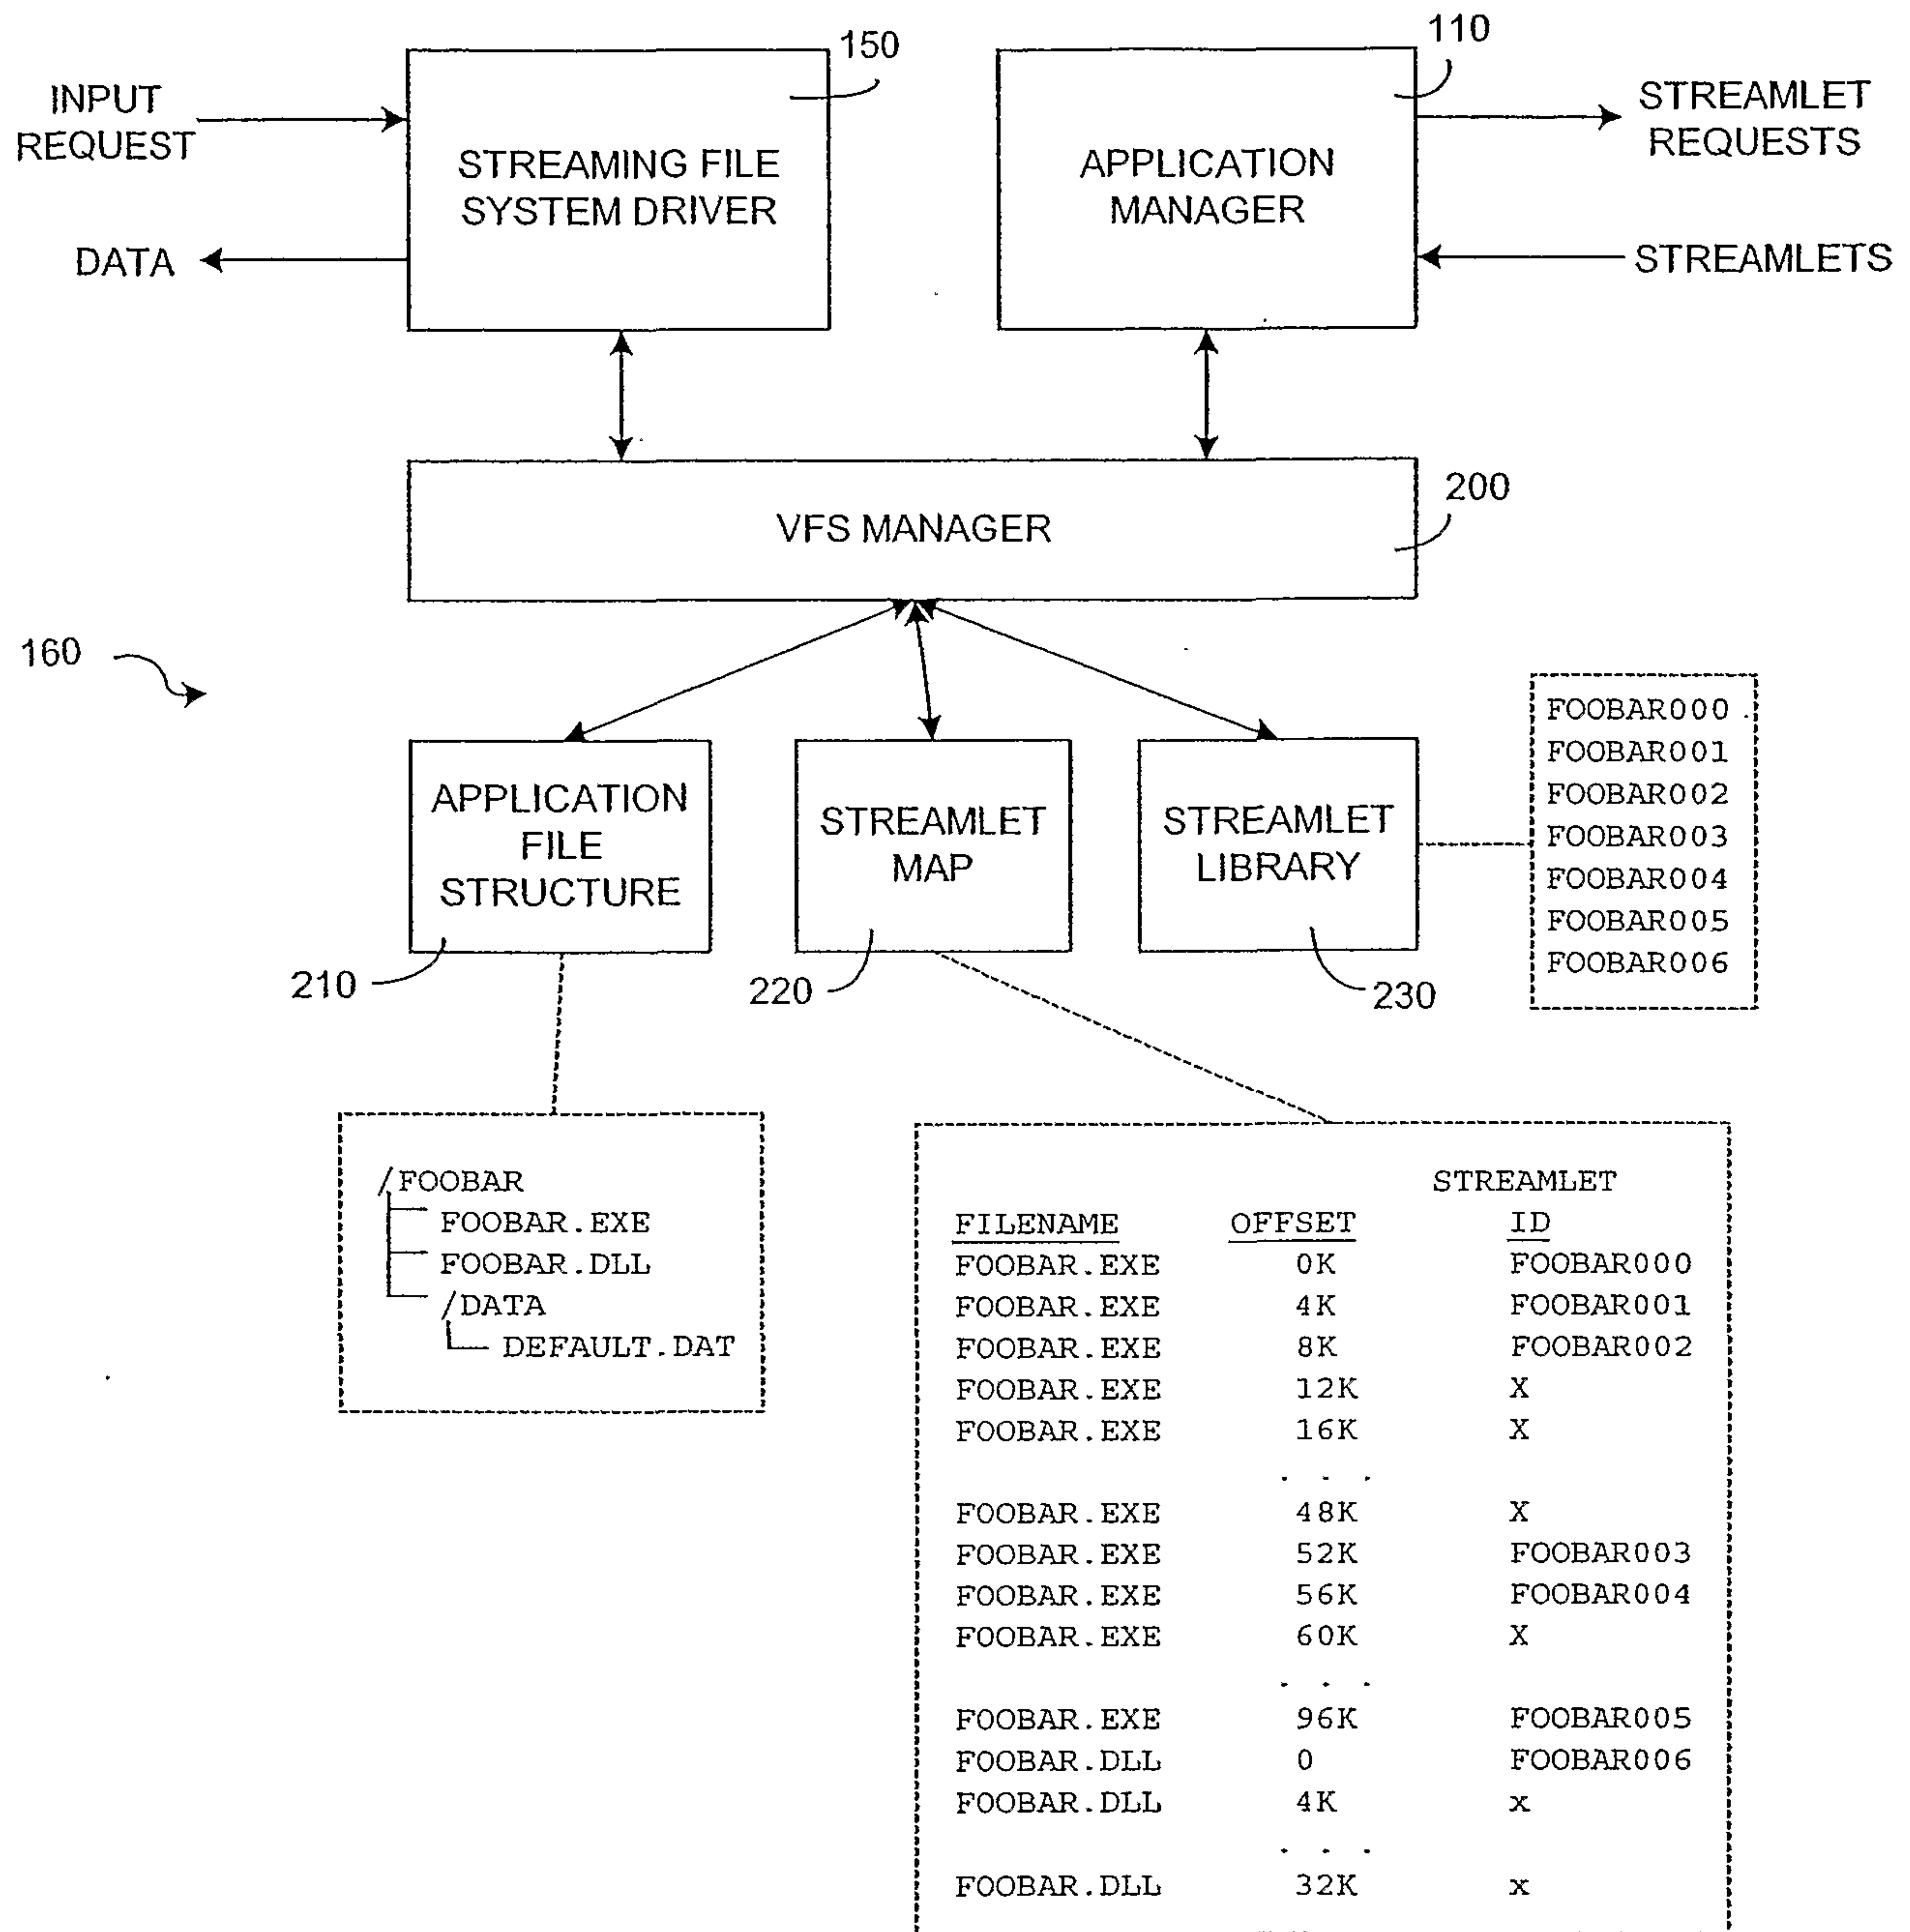 150
110
INPUT
REQUEST
DATA
STREAMING FILE
SYSTEM DRIVER
APPLICATION
MANAGER
STREAMLET
REQUESTS
STREAMLETS
VFS MANAGER
200
160
APPLICATION
FILE
STRUCTURE
210
STREAMLET
MAP
220
STREAMLET
LIBRARY
230
FOOBAR000
FOOBAR001
FOOBAR002
FOOBAR003
FOOBAR004
FOOBAR005
FOOBAR006
/FOOBAR
FOOBAR.EXE
FOOBAR.DLL
/DATA
DEFAULT.DAT
STREAMLET
FILENAME OFFSET ID
FOOBAR.EXE 0K FOOBAR000
FOOBAR.EXE 4K FOOBAR001
FOOBAR.EXE 8K FOOBAR002
FOOBAR.EXE 12K X
FOOBAR.EXE 16K X
. . .
FOOBAR.EXE 48K X
FOOBAR.EXE 52K FOOBAR003
FOOBAR.EXE 56K FOOBAR004
FOOBAR.EXE 60K X
. . .
FOOBAR.EXE 96K FOOBAR005
FOOBAR.DLL 0 FOOBAR006
FOOBAR.DLL 4K x
. . .
FOOBAR.DLL 32K x